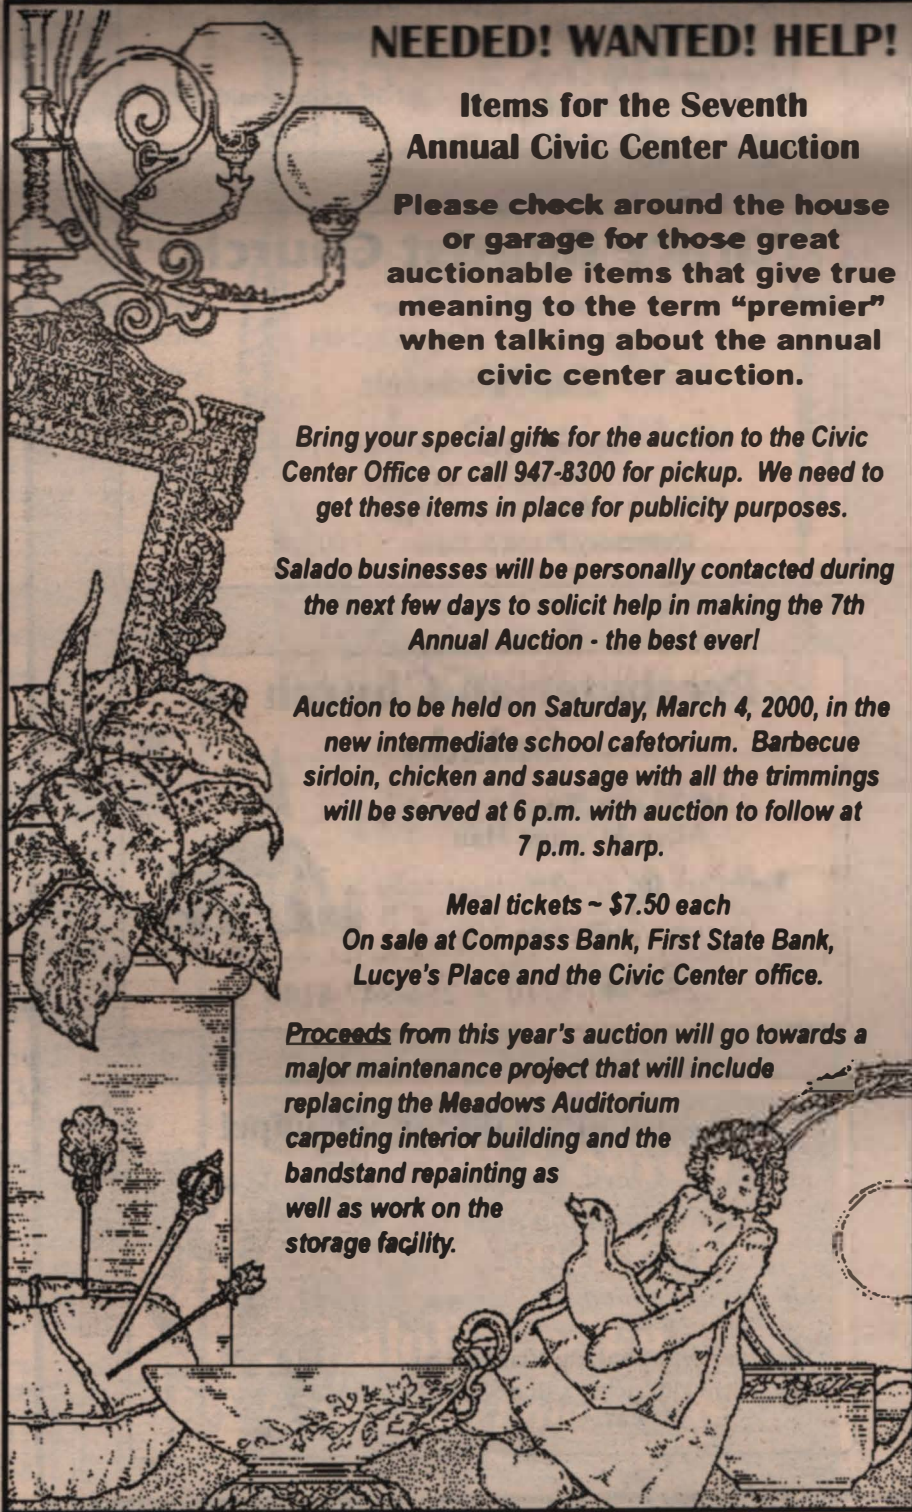 NEEDED! WANTED! HELP!
Items for the Seventh
Annual Civic Center Auction
Please check around the house
or garage for those great
auctionable items that give true
meaning to the term “premier”
when talking about the annual
civic center auction.
Bring your special gifts for the auction to the Civic
Center Office or call 947-8300 for pickup. We need to
get these items in place for publicity purposes.
Salado businesses will be personally contacted during
the next few days to solicit help in making the 7th
Annual Auction - the best ever!
Auction to be held on Saturday, March 4, 2000, in the
new intermediate school cafetorium. Barbecue
sirloin, chicken and sausage with all the trimmings
will be served at 6 p.m. with auction to follow at
7 p.m. sharp.
Meal tickets ~ $7.50 each
On sale at Compass Bank, First State Bank,
Lucye's Place and the Civic Center office.
Proceeds from this year's auction will go towards a
major maintenance project that will include
replacing the Meadows Auditorium
carpeting interior building and the
bandstand repainting as
well as work on the
storage facility.